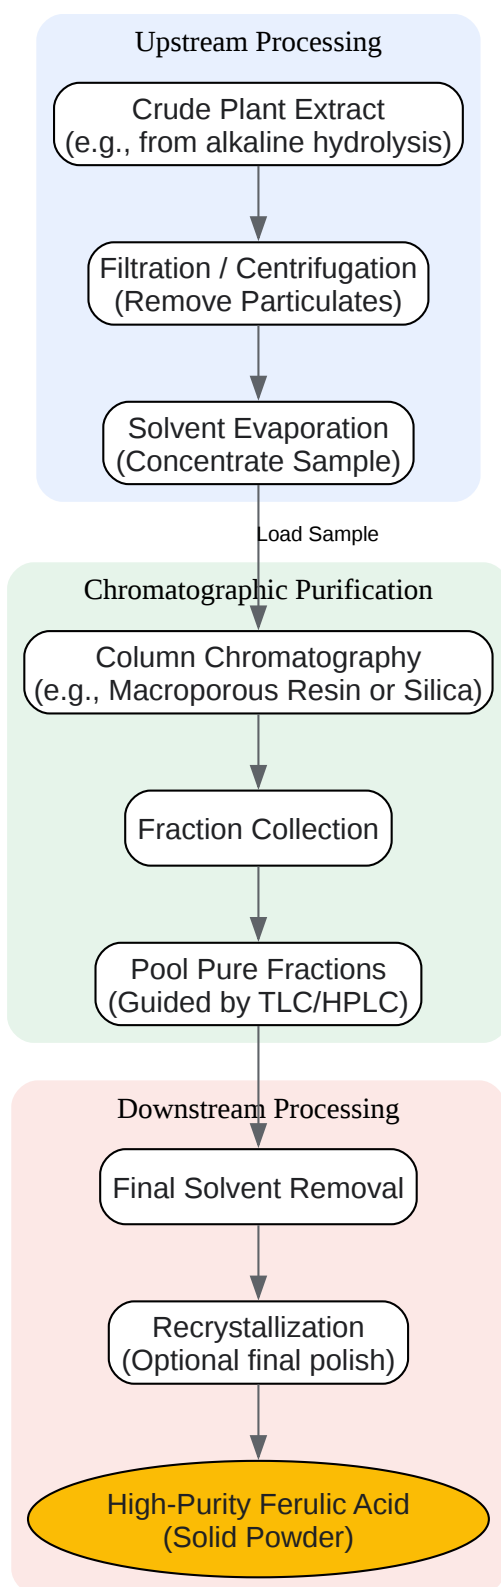 Upstream Processing
Crude Plant Extract
(e.g., from alkaline hydrolysis)
Filtration / Centrifugation
(Remove Particulates)
Solvent Evaporation
(Concentrate Sample)
Load Sample
Chromatographic Purification
Column Chromatography
(e.g., Macroporous Resin or Silica)
Fraction Collection
Pool Pure Fractions
(Guided by TLC/HPLC)
Downstream Processing
Final Solvent Removal
Recrystallization
(Optional final polish)
High-Purity Ferulic Acid
(Solid Powder)